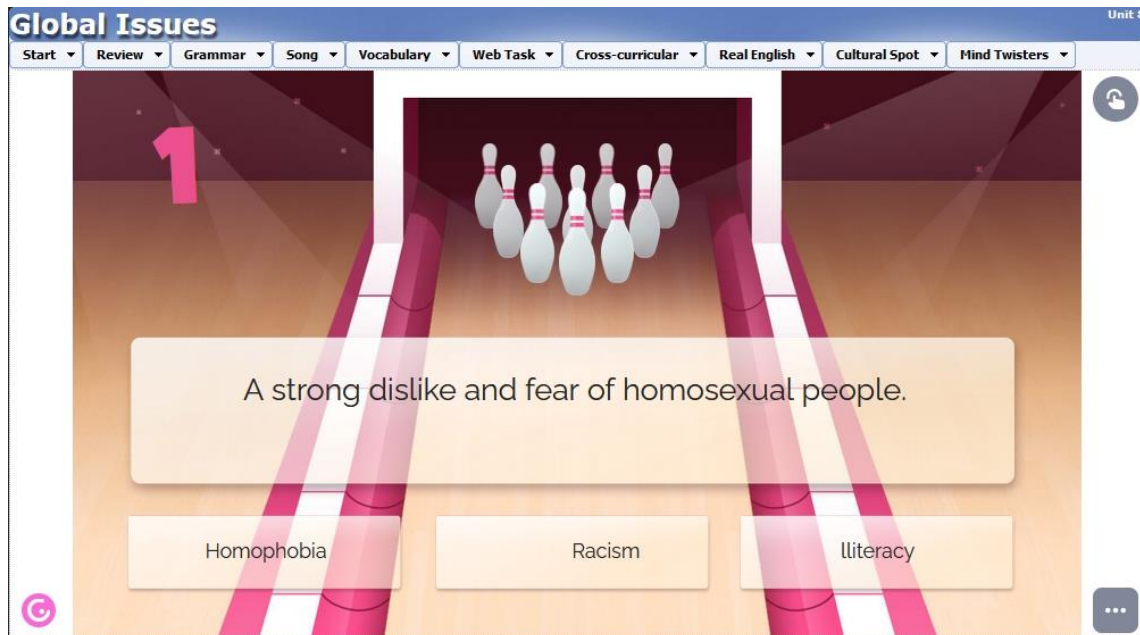 Global Issues
Unit
Start Review Grammar Song Vocabulary Web Task Cross-curricular Real English Cultural Spot Mind Twisters
1
A strong dislike and fear of homosexual people.
Homophobia
Racism
lliteracy